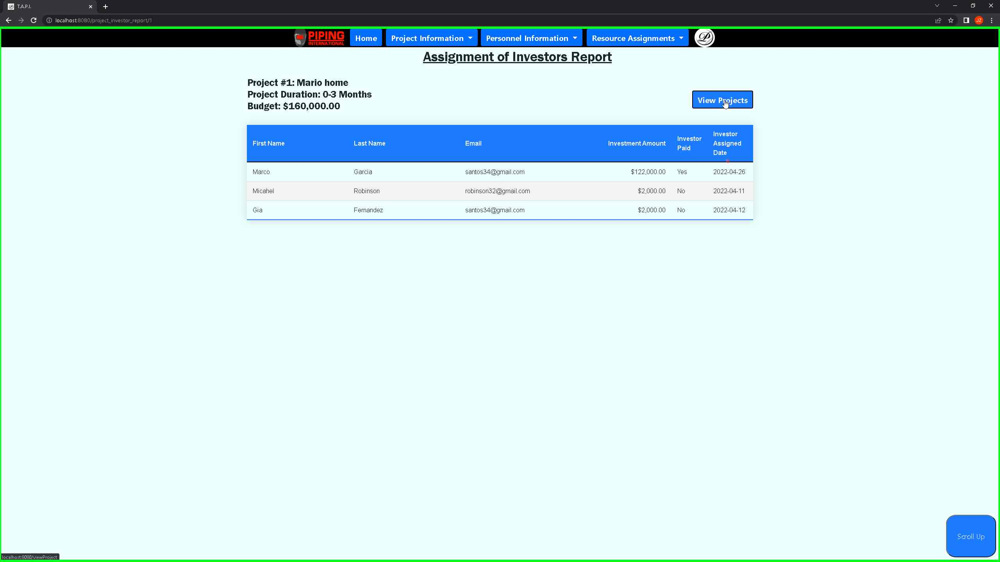 T.A.P.I.
localhost:8080/project_investor_report/1
JZ
PIPING
INTERNATIONAL
Home
Project Information
Personnel Information
Resource Assignments
Assignment of Investors Report
Project #1: Mario home
Project Duration: 0-3 Months
Budget: $160,000.00
View Projects
First Name Last Name Email Investment Amount Investor Paid Investor Assigned Date
Marco Garcia santos34@gmail.com $122,000.00 Yes 2022-04-26
Micahel Robinson robinson32@gmail.com $2,000.00 No 2022-04-11
Gia Fernandez santos34@gmail.com $2,000.00 No 2022-04-12
Scroll Up
localhost:8080/viewProject